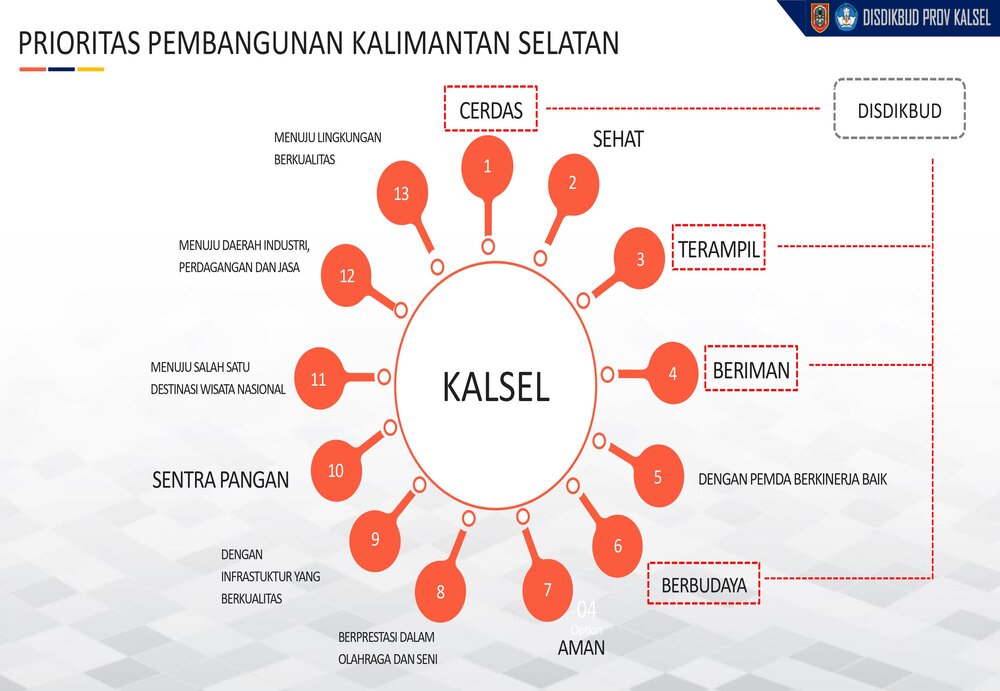 DISDIKBUD PROV KALSEL
PRIORITAS PEMBANGUNAN KALIMANTAN SELATAN
CERDAS
DISDIKBUD
MENUJU LINGKUNGAN
BERKUALITAS
SEHAT
1
2
13
MENUJU DAERAH INDUSTRI,
PERDAGANGAN DAN JASA
12
3
TERAMPIL
MENUJU SALAH SATU
DESTINASI WISATA NASIONAL
11
KALSEL
4
BERIMAN
SENTRA PANGAN
10
5
DENGAN PEMDA BERKINERJA BAIK
9
6
DENGAN
INFRASTUKTUR YANG
BERKUALITAS
BERBUDAYA
8
7
04
Option
BERPRESTASI DALAM
OLAHRAGA DAN SENI
AMAN